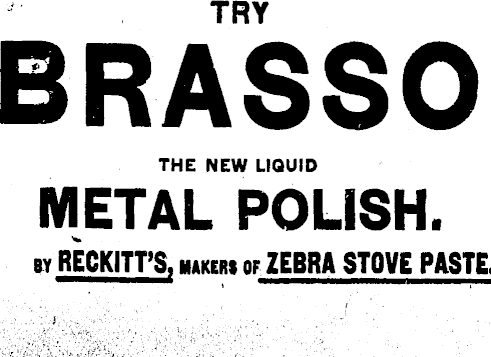 TRY
BRASSO
THE NEW LIQUID
METAL POLISH.
BY RECKITT'S, MAKERS OF ZEBRA STOVE PASTE.